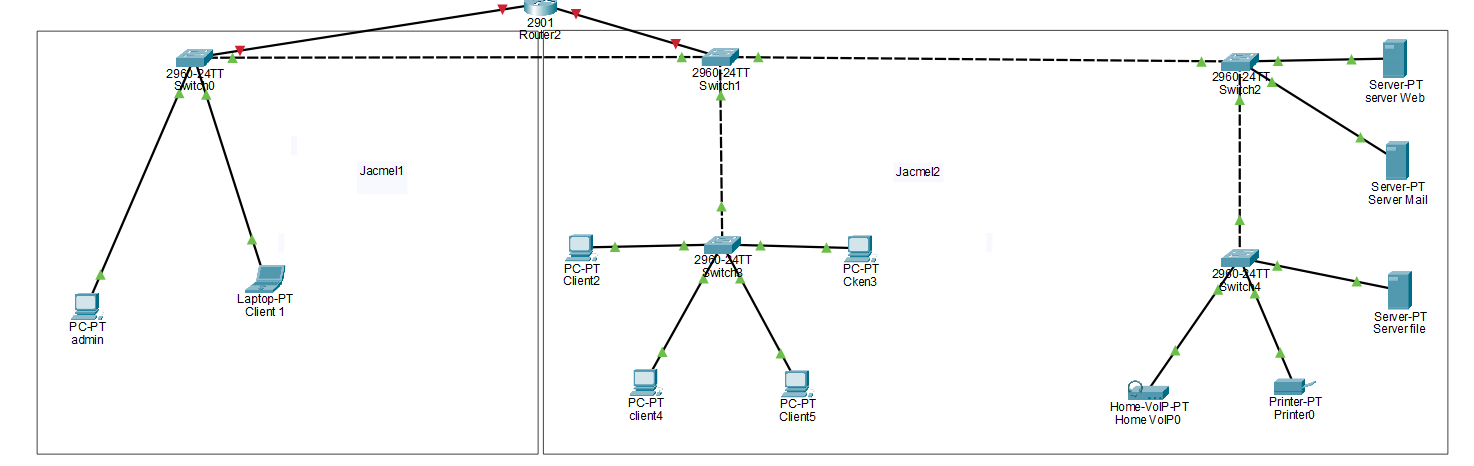 2901
Router2
2960-24TT
Switch0
2960-24TT
Switch1
2960-24TT
Switch2
Server-PT
server Web
Jacmel1
Jacmel2
Server-PT
Server Mail
PC-PT
Client2
2960-24TT
Switch3
PC-PT
Cken3
2960-24TT
Switch4
Laptop-PT
Client 1
PC-PT
admin
Server-PT
Server file
PC-PT
client4
PC-PT
Client5
Home-VoIP-PT
Home VoIP0
Printer-PT
Printer0